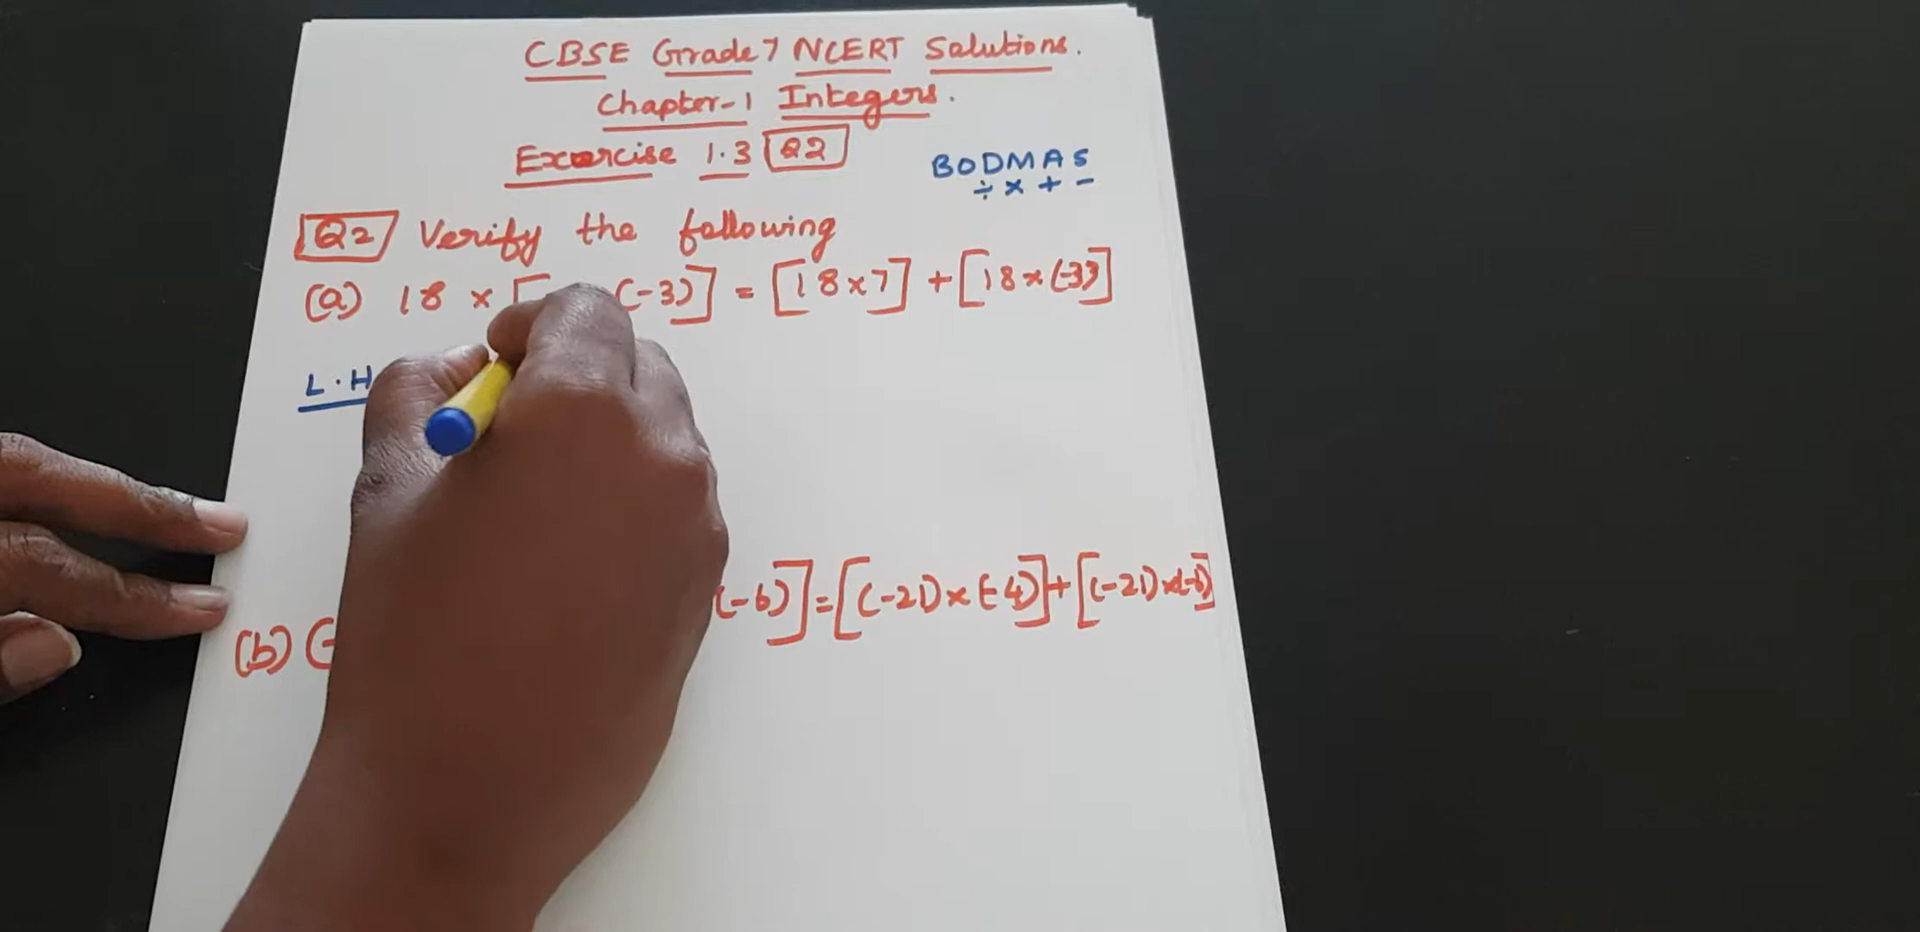 CBSE Grade 7 NCERT Solutions.
Chapter-1 Integers.
Exercise 1.3 Q2
BODMAS
÷ × + -
Q2 Verify the following
(a) 18 × [ (-3)] = [18×7] + [18×(-3)]
L.H
(b) (- (-6)] = [(-21)×(-4)] + [(-21)×(-6)]